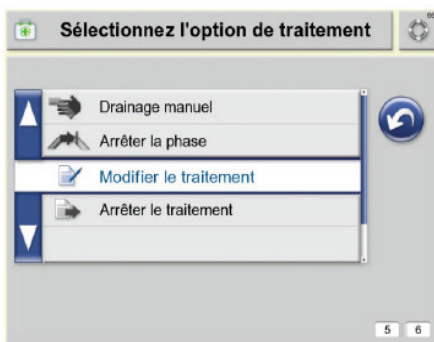 Sélectionnez l'option de traitement
Drainage manuel
Arrêter la phase
Modifier le traitement
Arrêter le traitement
5 6